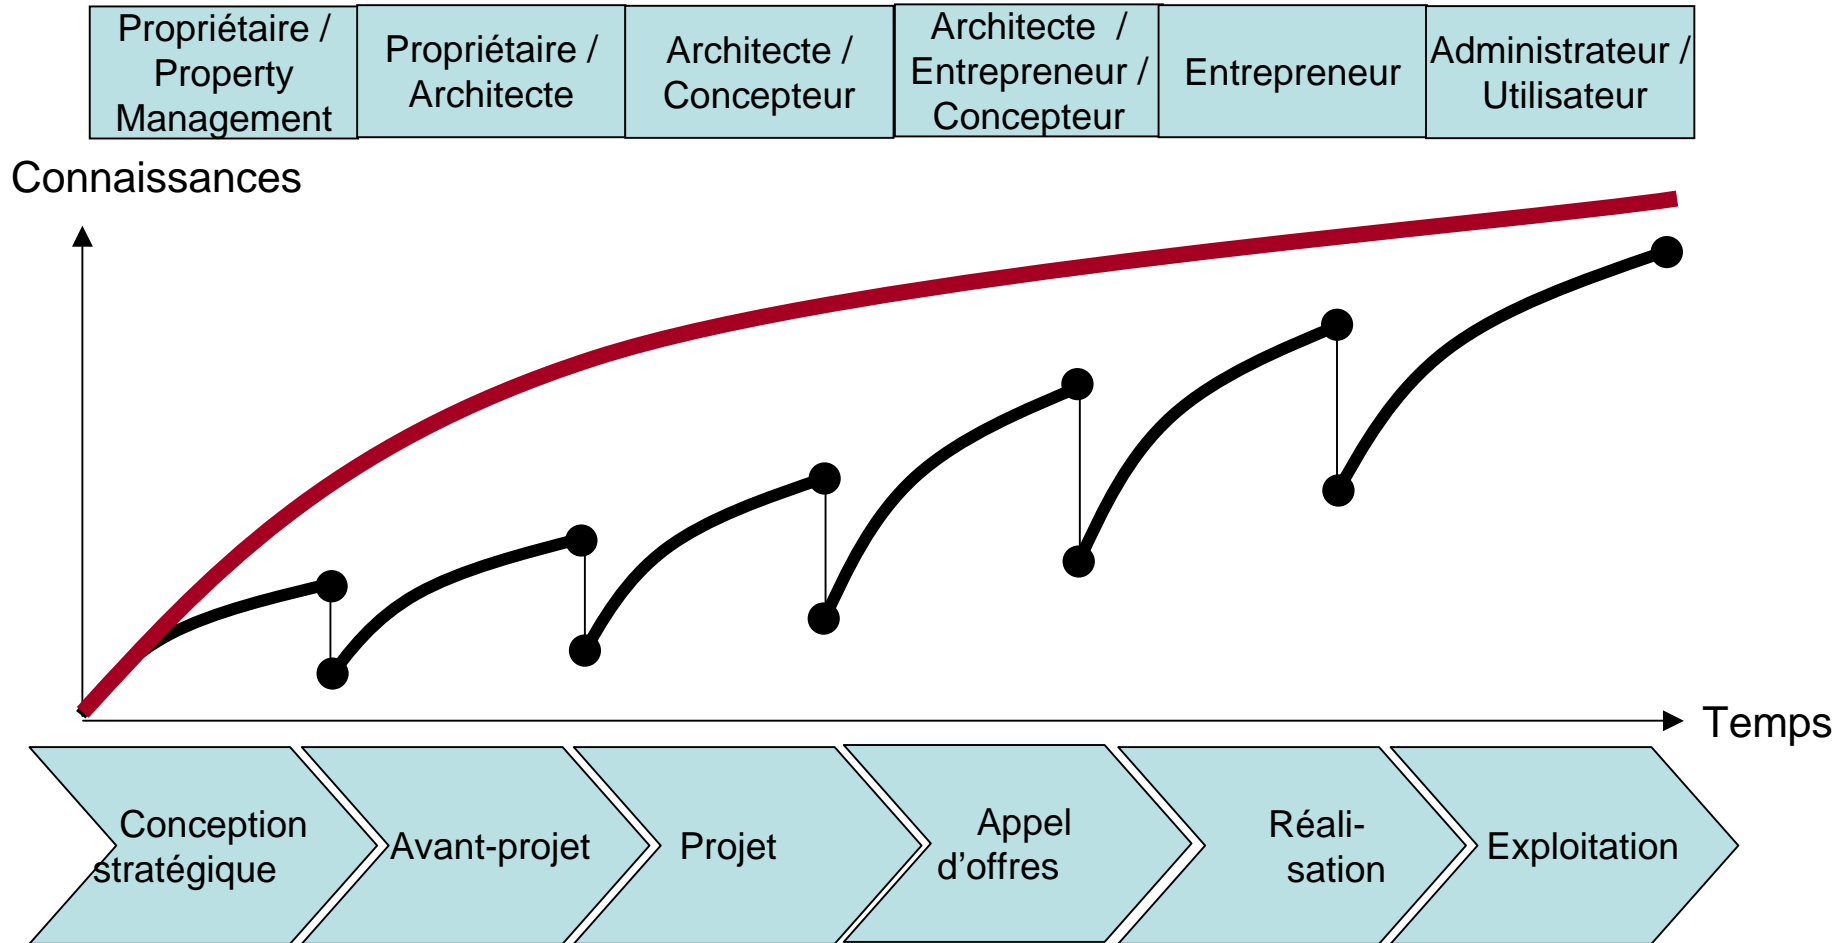 Propriétaire /
Property
Management
Propriétaire /
Architecte
Architecte /
Concepteur
Architecte /
Entrepreneur /
Concepteur
Entrepreneur
Administrateur /
Utilisateur
Connaissances
Temps
Conception
stratégique
Avant-projet
Projet
Appel
d’offres
Réali-
sation
Exploitation